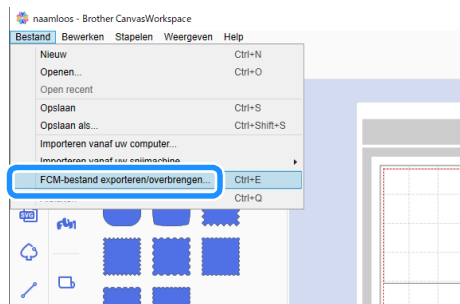 naamloos - Brother CanvasWorkspace
Bestand Bewerken Stapelen Weergeven Help
Nieuw Ctrl+N
Openen... Ctrl+O
Open recent
Opslaan Ctrl+S
Opslaan als... Ctrl+Shift+S
Importeren vanaf uw computer...
Importeren vanaf uw snijmachine
FCM-bestand exporteren/overbrengen... Ctrl+E
Ctrl+Q
SVG